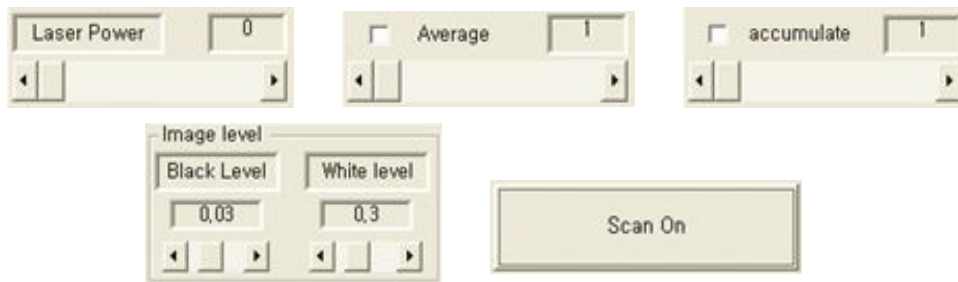 Laser Power 0
Average 1
accumulate 1
Image level
Black Level White level
0,03 0,3
Scan On